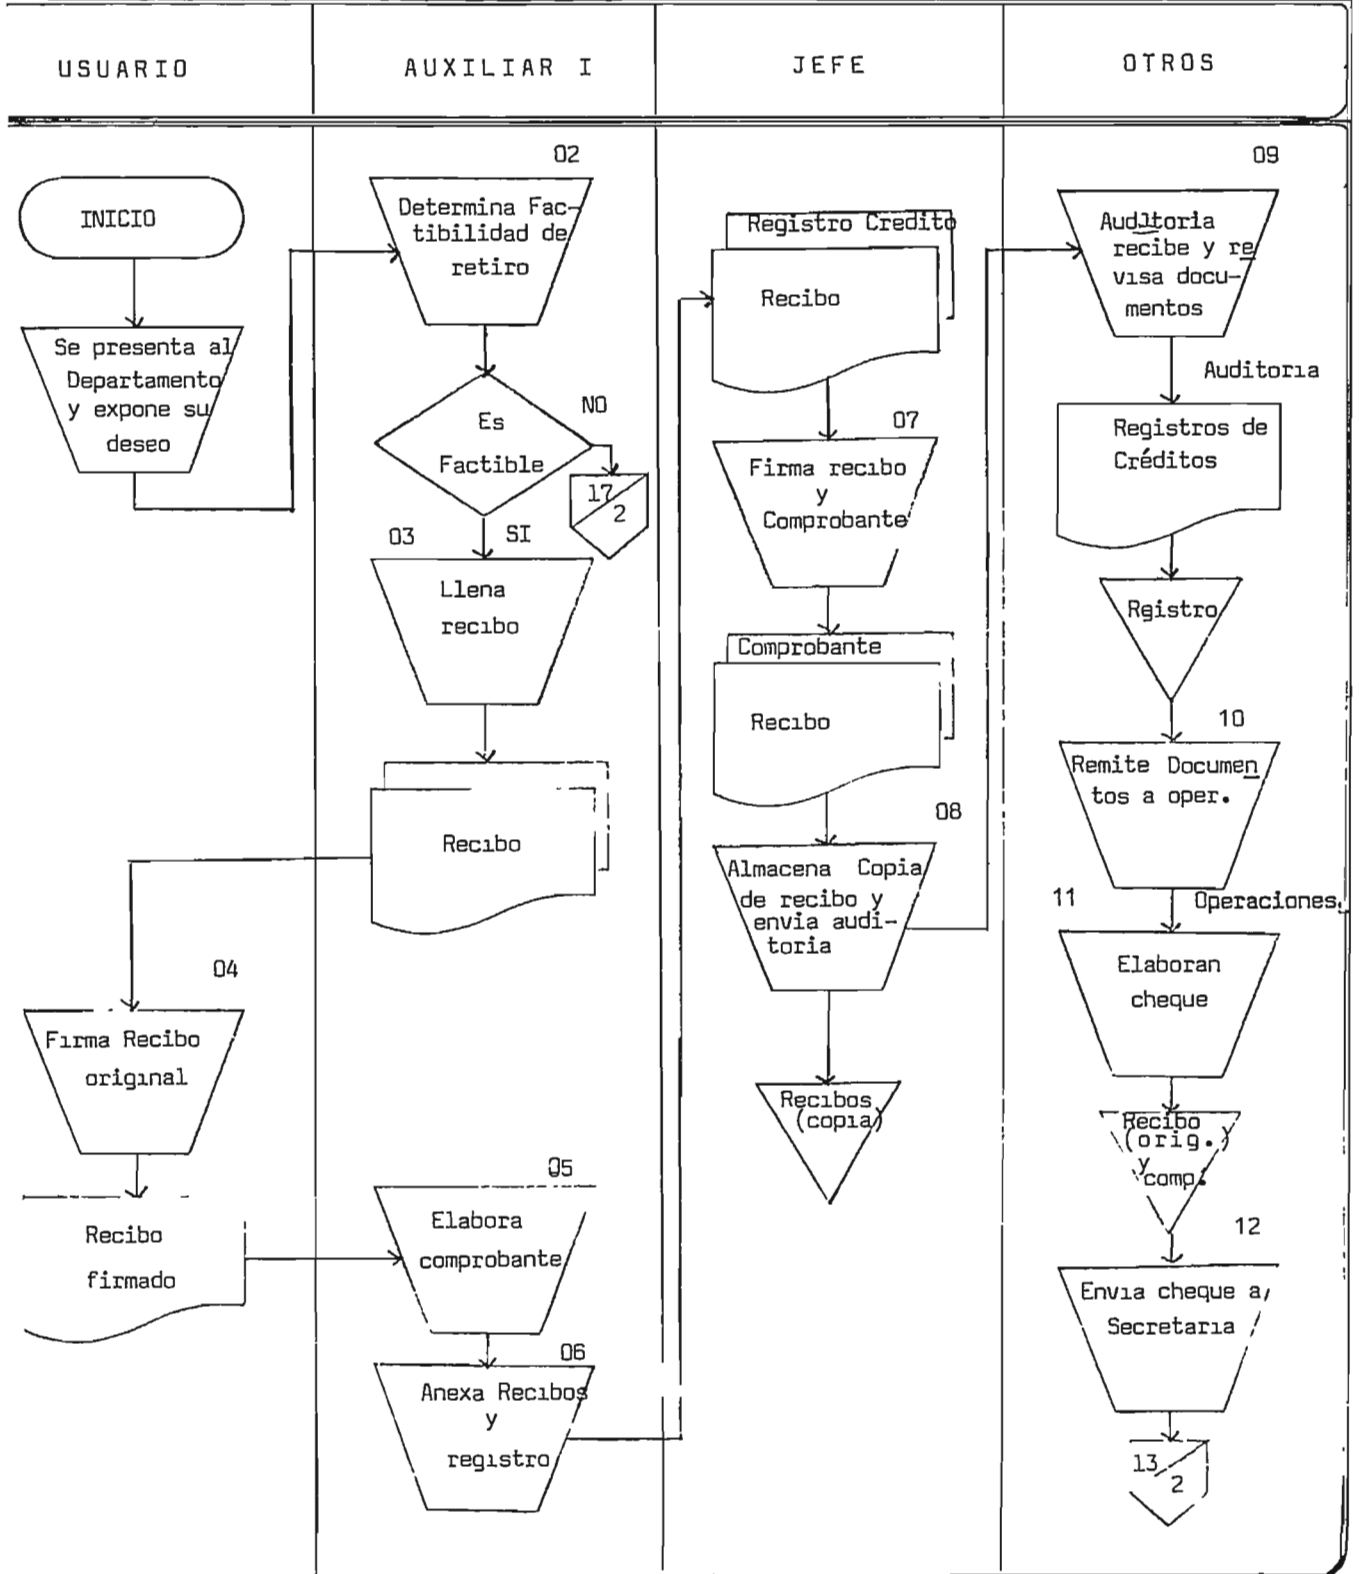 USUARIO
AUXILIAR I
JEFE
OTROS
INICIO
Se presenta al
Departamento
y expone su
deseo
02
Determina Fac-
tibilidad de
retiro
Es
Factible
NO
17
2
SI
03
Llena
recibo
Recibo
04
Firma Recibo
original
Recibo
firmado
05
Elabora
comprobante
06
Anexa Recibos
y
registro
Registro Credito
Recibo
07
Firma recibo
y
Comprobante
Comprobante
Recibo
08
Almacena Copia
de recibo y
envia audi-
toria
Recibos
(copia)
09
Auditoria
recibe y re
visa docu-
mentos
Auditoria
Registros de
Créditos
Rgistro
10
Remite Documen
tos a oper.
Operaciones
11
Elaboran
cheque
Recibo
(orig.)
y
comp.
12
Envia cheque a
Secretaria
13
2